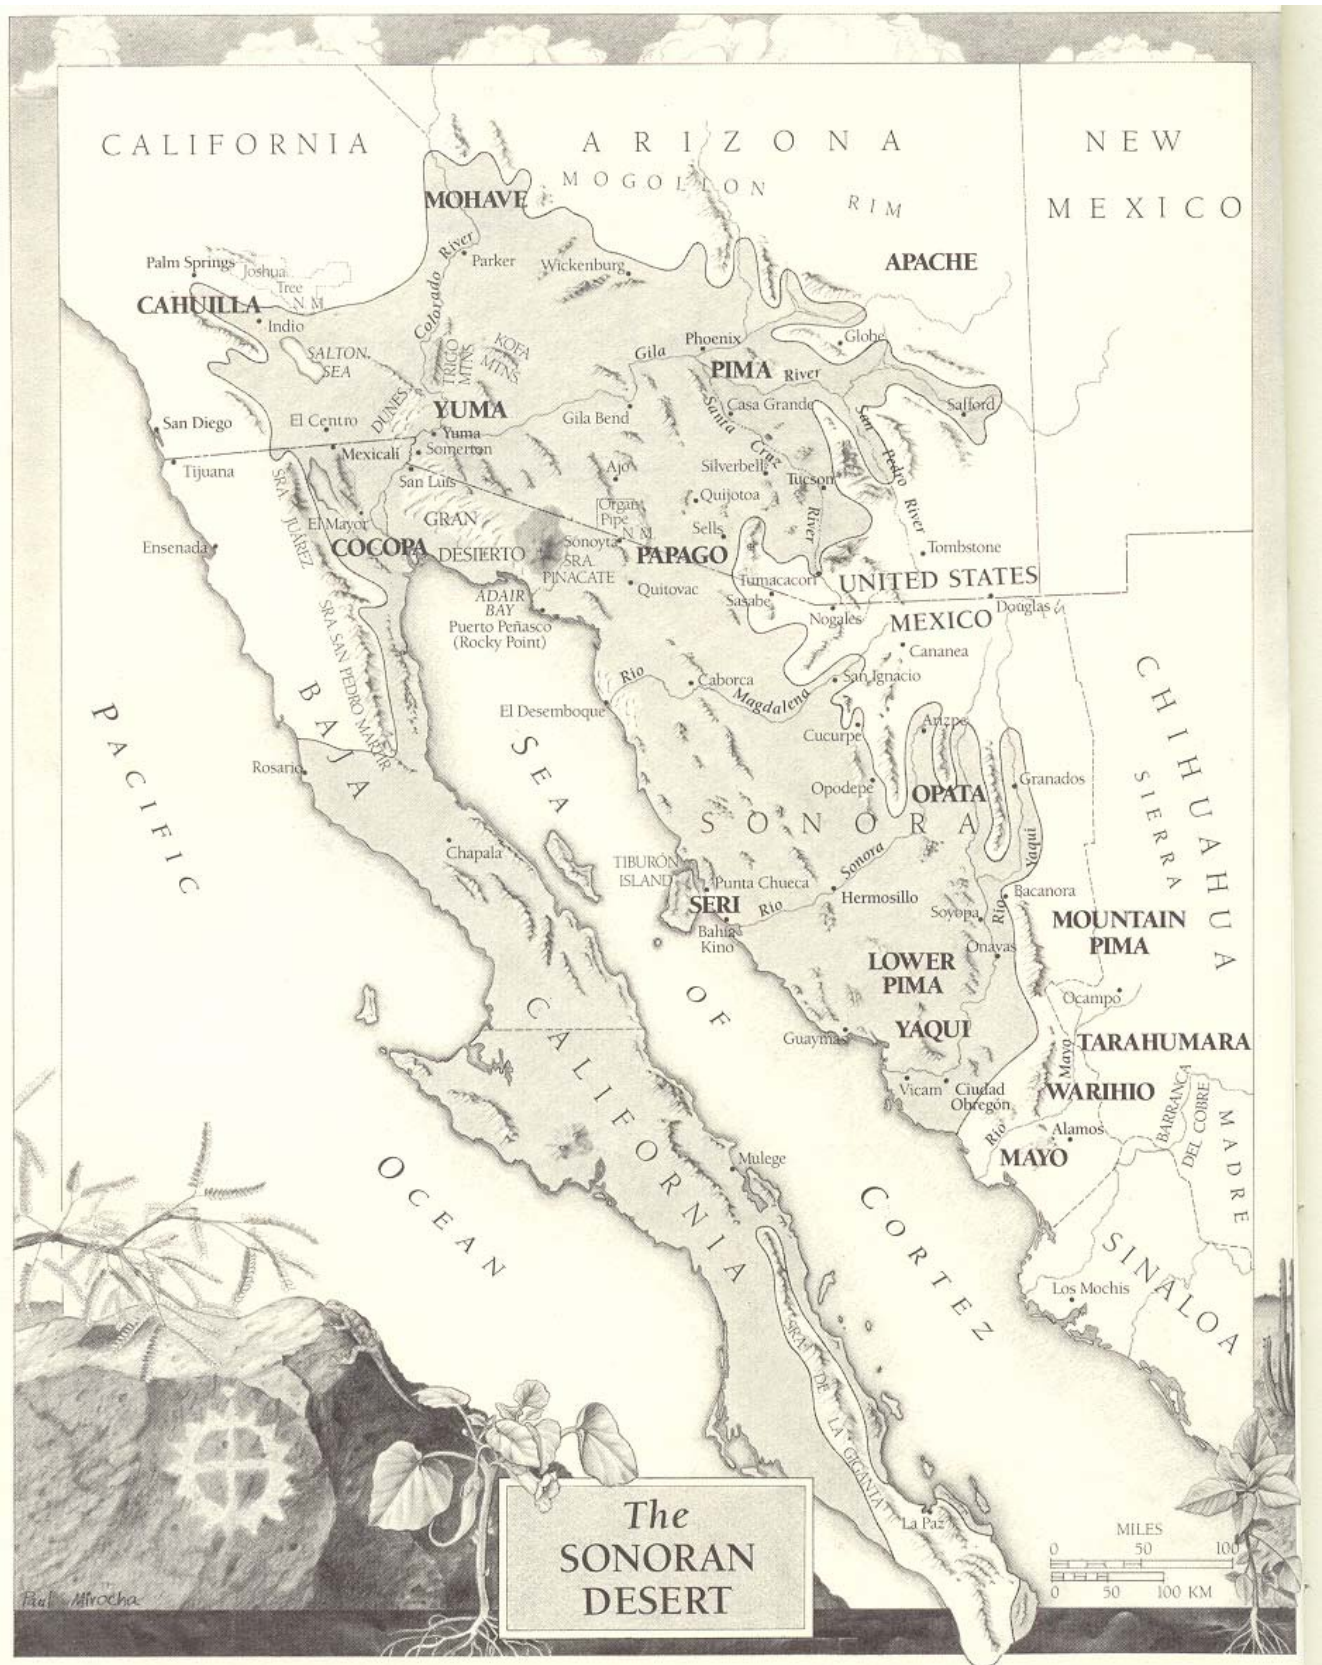 CALIFORNIA
ARIZONA
NEW
MEXICO
MOGOLLON
RIM
MOHAVE
APACHE
Palm Springs
Joshua
Tree
N M
CAHUILLA
Indio
Colorado River
Parker
Wickenburg
SALTON
SEA
TRIGO
MTNS
KOFA
MTNS
Gila
Phoenix
Globe
PIMA
River
DUNES
YUMA
Gila Bend
Santa
Cruz
River
Casa Grande
San
Pedro
River
Safford
San Diego
El Centro
Yuma
Mexicalí
Somerton
Tijuana
San Luís
Ajo
Silverbell
Tucson
Quijotoa
Organ
Pipe
N M
Sells
SRA.
JUÁREZ
El Mayor
GRAN
DESIERTO
Ensenada
COCOPA
Sonoyta
SRA.
PINACATE
PAPAGO
Tombstone
Quitovac
Tumacacori
UNITED STATES
Sasabe
ADAIR
BAY
Puerto Peñasco
(Rocky Point)
Nogales
MEXICO
Douglas
Cananea
SRA. SAN PEDRO MARTIR
Rio
Magdalena
Caborca
San Ignacio
El Desemboque
Cucurpe
Arizpe
CHIHUAHUA
SIERRA
MADRE
BAJA
CALIFORNIA
Rosario
Opodepe
OPATA
Granados
SONORA
PACIFIC
OCEAN
SEA
OF
CORTEZ
Chapala
TIBURÓN
ISLAND
Punta Chueca
SERI
Rio
Sonora
Hermosillo
Yaqui
Rio
Bacanora
Soyopa
Bahia
Kino
Onavas
MOUNTAIN
PIMA
LOWER
PIMA
Ocampo
YAQUI
Guaymas
TARAHUMARA
Mayo
Rio
WARIHIO
Vicam
Ciudad
Obregón
BARRANCA
DEL COBRE
Alamos
MAYO
Mulege
SINALOA
Los Mochis
SRA. DE LA GIGANTA
La Paz
The
SONORAN
DESERT
MILES
0 50 100
0 50 100 KM
Paul Mirocha